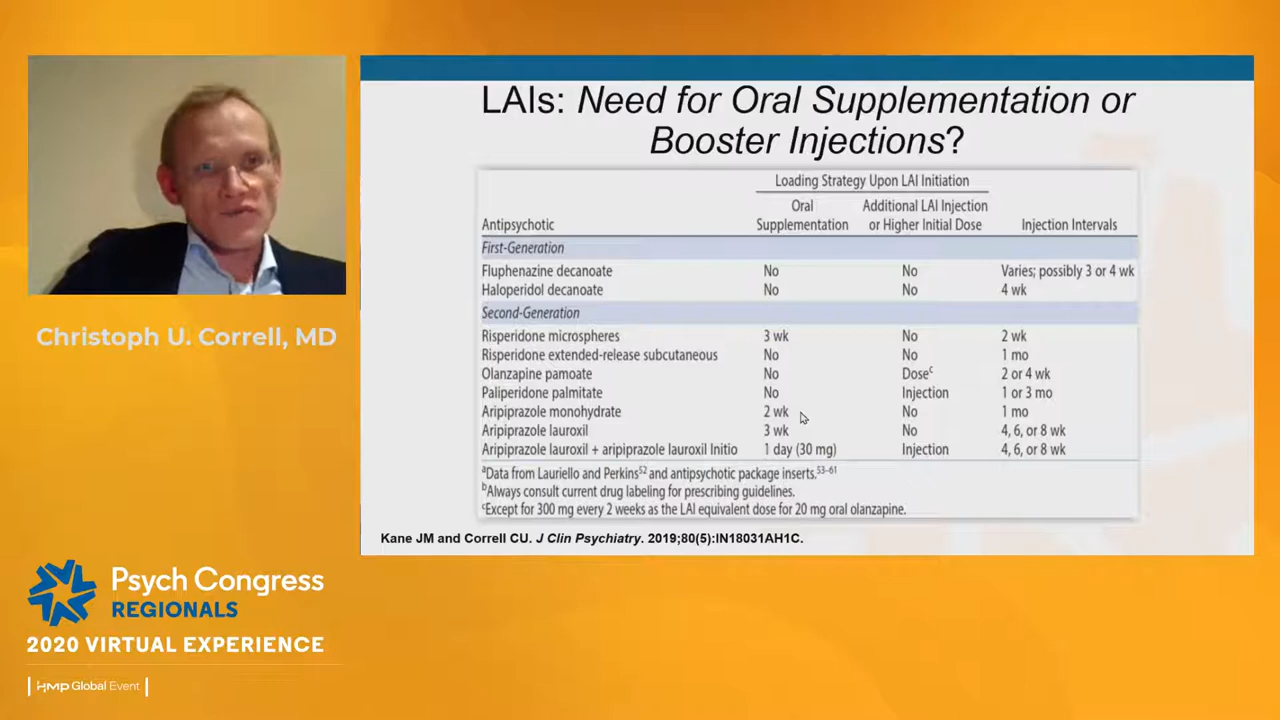 LAIs: Need for Oral Supplementation or
Booster Injections?
Loading Strategy Upon LAI Initiation
Oral Additional LAI Injection
Antipsychotic Supplementation or Higher Initial Dose Injection Intervals
First-Generation
Fluphenazine decanoate No No Varies; possibly 3 or 4 wk
Haloperidol decanoate No No 4 wk
Second-Generation
Risperidone microspheres 3 wk No 2 wk
Risperidone extended-release subcutaneous No No 1 mo
Olanzapine pamoate No Dosec 2 or 4 wk
Paliperidone palmitate No Injection 1 or 3 mo
Aripiprazole monohydrate 2 wk No 1 mo
Aripiprazole lauroxil 3 wk No 4, 6, or 8 wk
Aripiprazole lauroxil + aripiprazole lauroxil Initio 1 day (30 mg) Injection 4, 6, or 8 wk
aData from Lauriello and Perkins52 and antipsychotic package inserts.53–61
bAlways consult current drug labeling for prescribing guidelines.
cExcept for 300 mg every 2 weeks as the LAI equivalent dose for 20 mg oral olanzapine.
Kane JM and Correll CU. J Clin Psychiatry. 2019;80(5):IN18031AH1C.
Christoph U. Correll, MD
Psych Congress
REGIONALS
2020 VIRTUAL EXPERIENCE
HMP Global Event